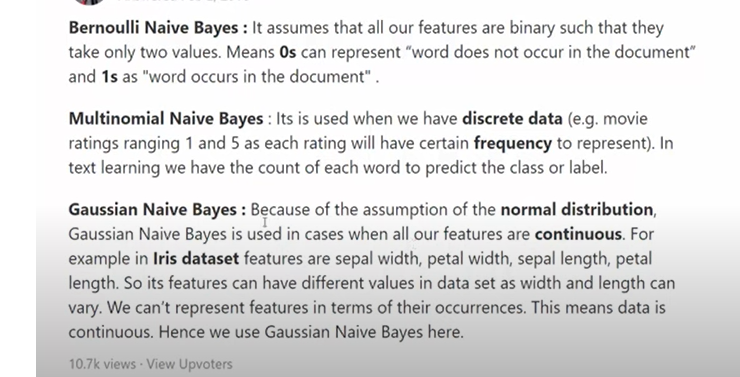 Bernoulli Naive Bayes : It assumes that all our features are binary such that they
take only two values. Means 0s can represent “word does not occur in the document”
and 1s as "word occurs in the document" .
Multinomial Naive Bayes : Its is used when we have discrete data (e.g. movie
ratings ranging 1 and 5 as each rating will have certain frequency to represent). In
text learning we have the count of each word to predict the class or label.
Gaussian Naive Bayes : Because of the assumption of the normal distribution,
Gaussian Naive Bayes is used in cases when all our features are continuous. For
example in Iris dataset features are sepal width, petal width, sepal length, petal
length. So its features can have different values in data set as width and length can
vary. We can’t represent features in terms of their occurrences. This means data is
continuous. Hence we use Gaussian Naive Bayes here.
10.7k views · View Upvoters